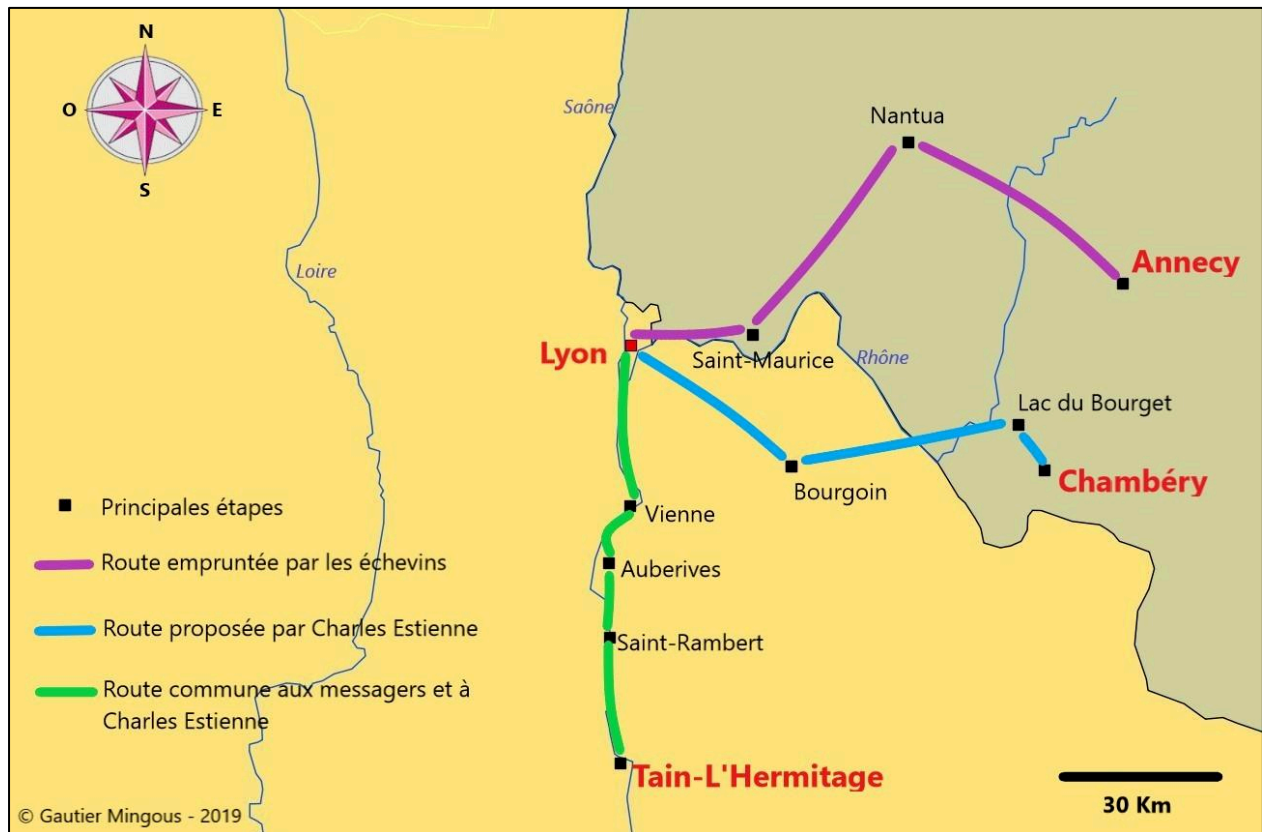 N
O
E
S
Saône
Nantua
Loire
Annecy
Lyon
Saint-Maurice
Rhône
Lac du Bourget
Chambéry
Bourgoin
Vienne
Auberives
Saint-Rambert
Tain-L'Hermitage
Principales étapes
Route empruntée par les échevins
Route proposée par Charles Estienne
Route commune aux messagers et à
Charles Estienne
30 Km
© Gautier Mingous - 2019